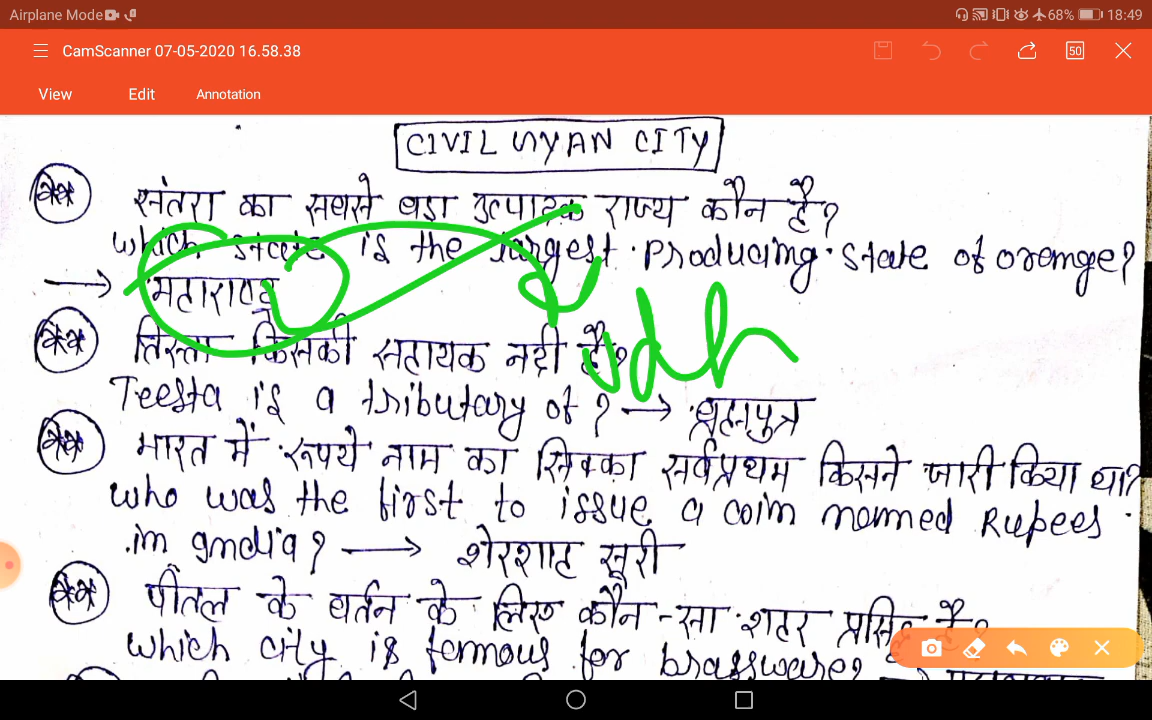 Airplane Mode 68% 18:49
CamScanner 07-05-2020 16.58.38 50
View Edit Annotation
CIVIL GYAN CITY
संतरा का सबसे बडा उत्पादक राज्य कौन है?
which state is the largest producing state of orange?
→ महाराष्ट्र
तिस्ता किसकी सहायक नदी है?
Teesta is a tributary of ? → ब्रह्मपुत्र
भारत में रूपये नाम का सिक्का सर्वप्रथम किसने जारी किया था?
who was the first to issue a coin named Rupees
in India? → शेरशाह सूरी
पीतल के बर्तन के लिए कौन-सा शहर प्रसिद्ध है?
which city is famous for brassware? →